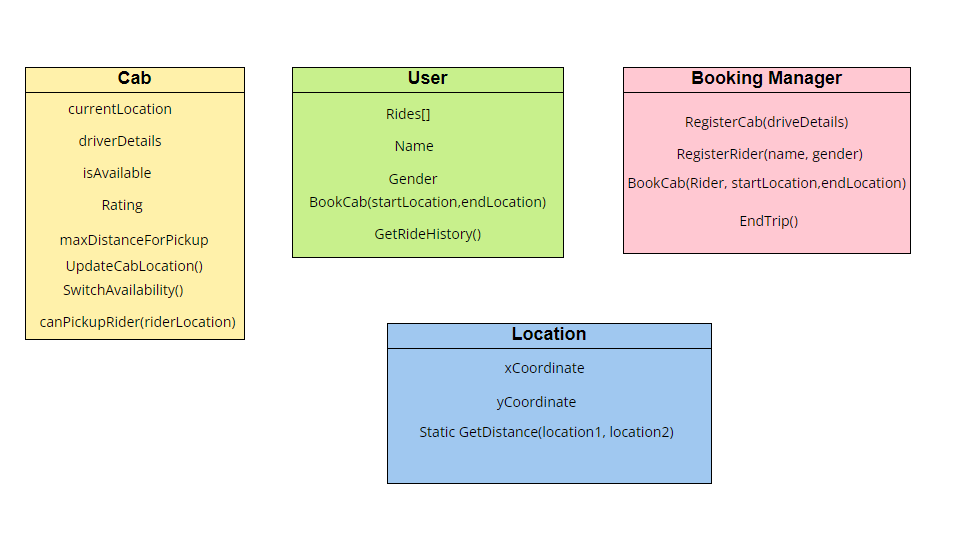 Cab
currentLocation
driverDetails
isAvailable
Rating
maxDistanceForPickup
UpdateCabLocation()
SwitchAvailability()
canPickupRider(riderLocation)
User
Rides[]
Name
Gender
BookCab(startLocation,endLocation)
GetRideHistory()
Booking Manager
RegisterCab(driveDetails)
RegisterRider(name, gender)
BookCab(Rider, startLocation,endLocation)
EndTrip()
Location
xCoordinate
yCoordinate
Static GetDistance(location1, location2)